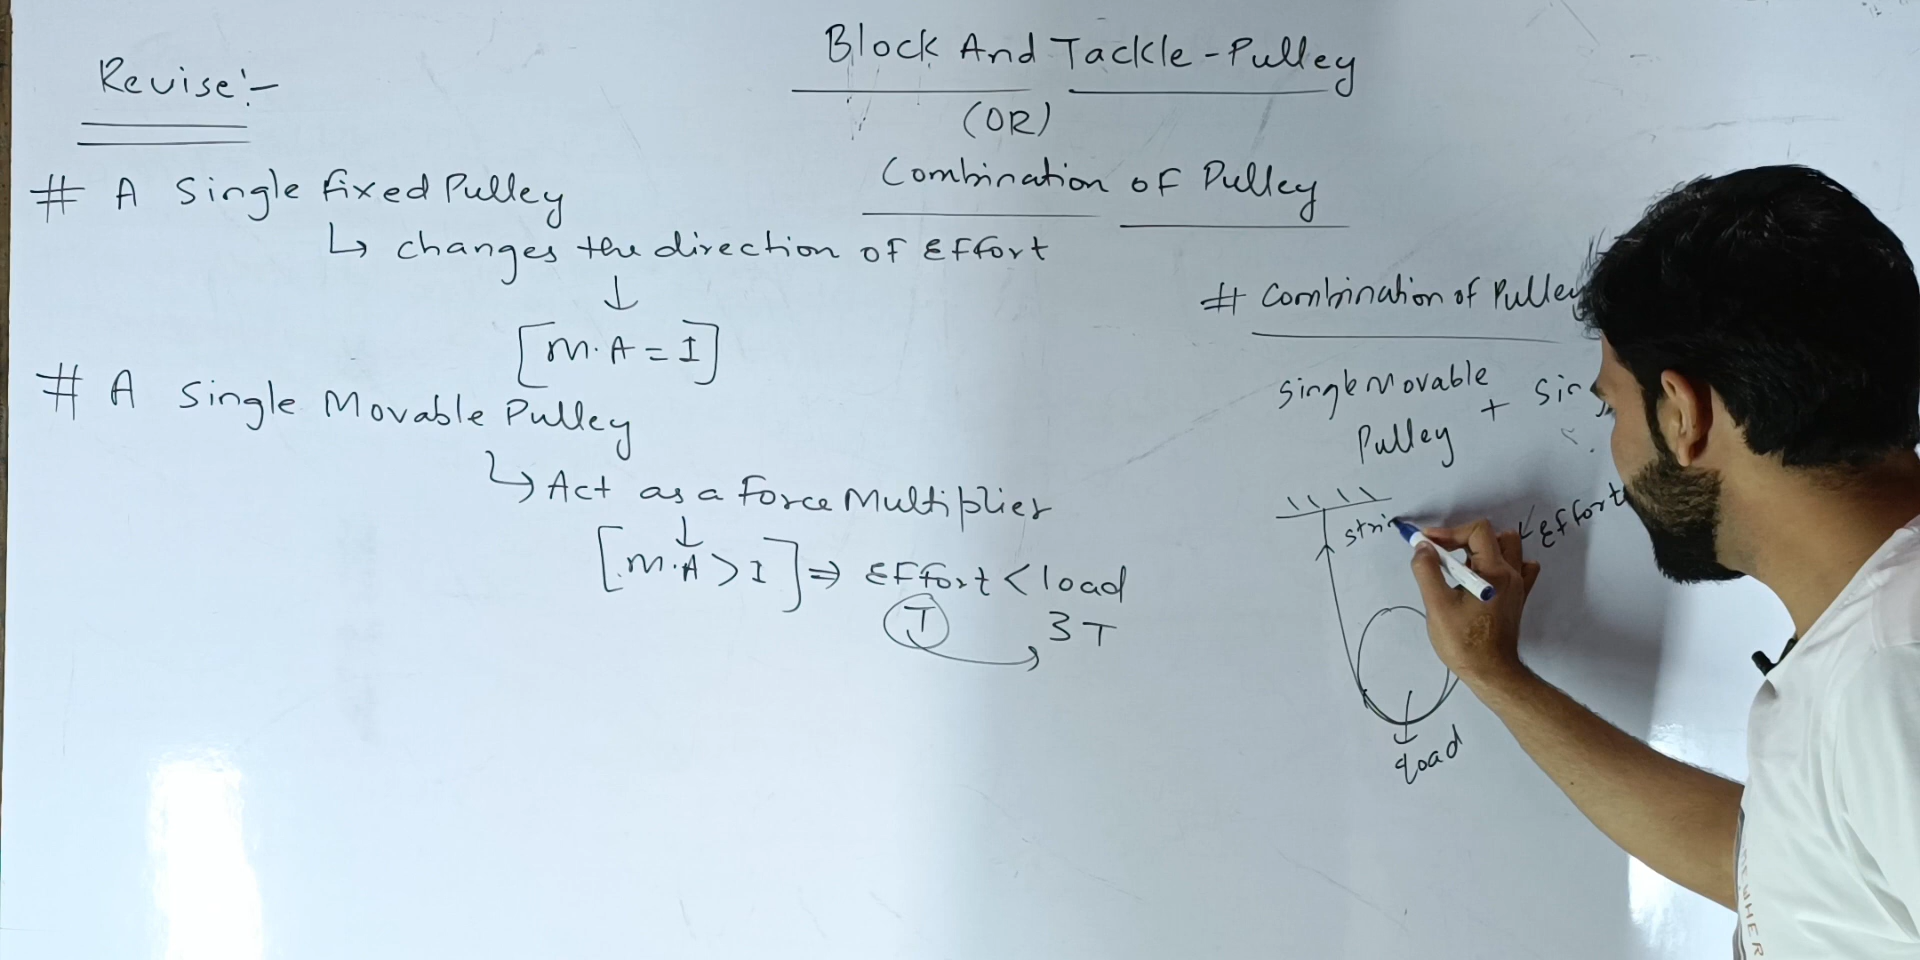 Revise:-
# A Single fixed Pulley
↳ changes the direction of Effort
↓
[M.A = 1]
# A Single Movable Pulley
↳ Act as a Force Multiplier
↓
[M.A > 1] ⇒ Effort < load
T 3T
Block And Tackle-Pulley
(OR)
Combination of Pulley
# Combination of Pulley
Single Movable
Pulley +
Effort
load